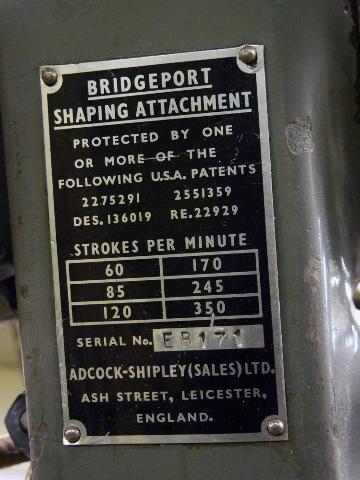 BRIDGEPORT
SHAPING ATTACHMENT
PROTECTED BY ONE
OR MORE OF THE
FOLLOWING U.S.A. PATENTS
2275291 2551359
DES. 136019 RE. 22929
STROKES PER MINUTE
60 170
85 245
120 350
SERIAL No. EB171
ADCOCK-SHIPLEY (SALES) LTD.
ASH STREET, LEICESTER,
ENGLAND.